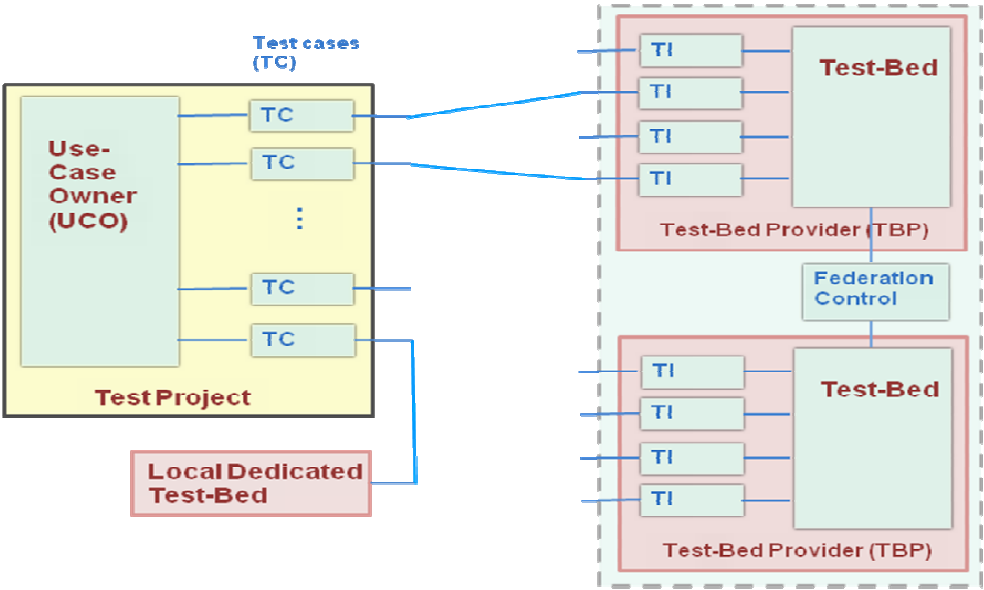 Test cases
(TC)
Use-
Case
Owner
(UCO)
TC
TC
TC
TC
Test Project
Local Dedicated
Test-Bed
TI
TI
TI
TI
Test-Bed
Test-Bed Provider (TBP)
Federation
Control
TI
TI
TI
TI
Test-Bed
Test-Bed Provider (TBP)